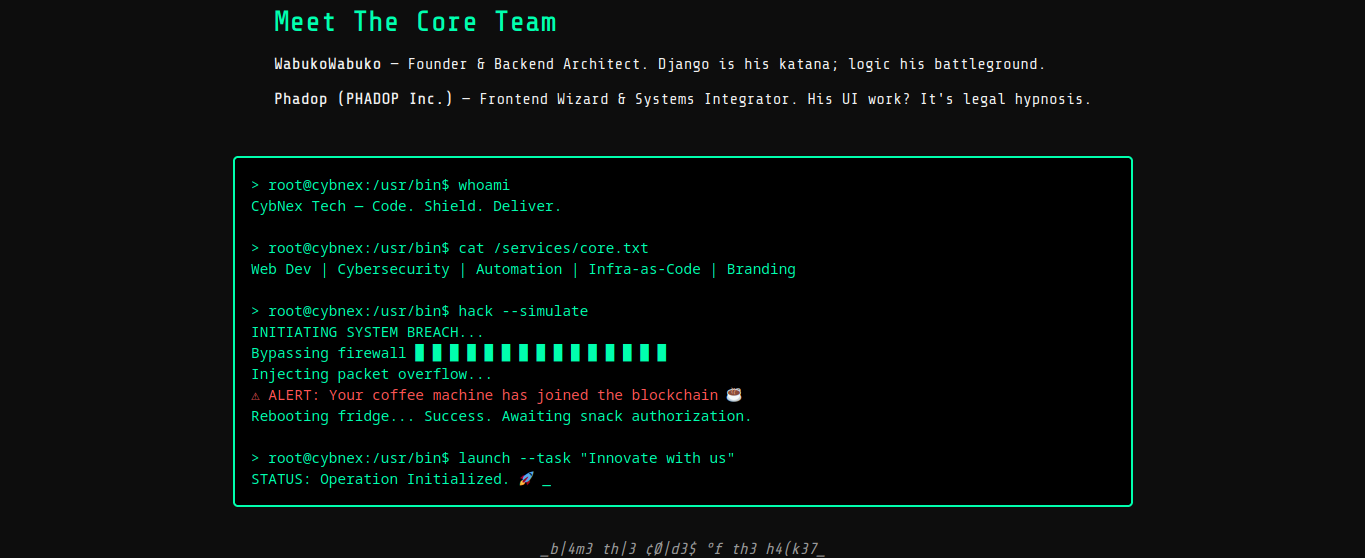 Meet The Core Team
WabukoWabuko — Founder & Backend Architect. Django is his katana; logic his battleground.
Phadop (PHADOP Inc.) — Frontend Wizard & Systems Integrator. His UI work? It's legal hypnosis.
> root@cybnex:/usr/bin$ whoami
CybNex Tech — Code. Shield. Deliver.
> root@cybnex:/usr/bin$ cat /services/core.txt
Web Dev | Cybersecurity | Automation | Infra-as-Code | Branding
> root@cybnex:/usr/bin$ hack --simulate
INITIATING SYSTEM BREACH...
Bypassing firewall █ █ █ █ █ █ █ █ █ █ █ █ █ █ █
Injecting packet overflow...
⚠ ALERT: Your coffee machine has joined the blockchain ☕
Rebooting fridge... Success. Awaiting snack authorization.
> root@cybnex:/usr/bin$ launch --task "Innovate with us"
STATUS: Operation Initialized. 🚀 _
_b|4m3 th|3 ¢Ø|d3$ °f th3 h4(k37_